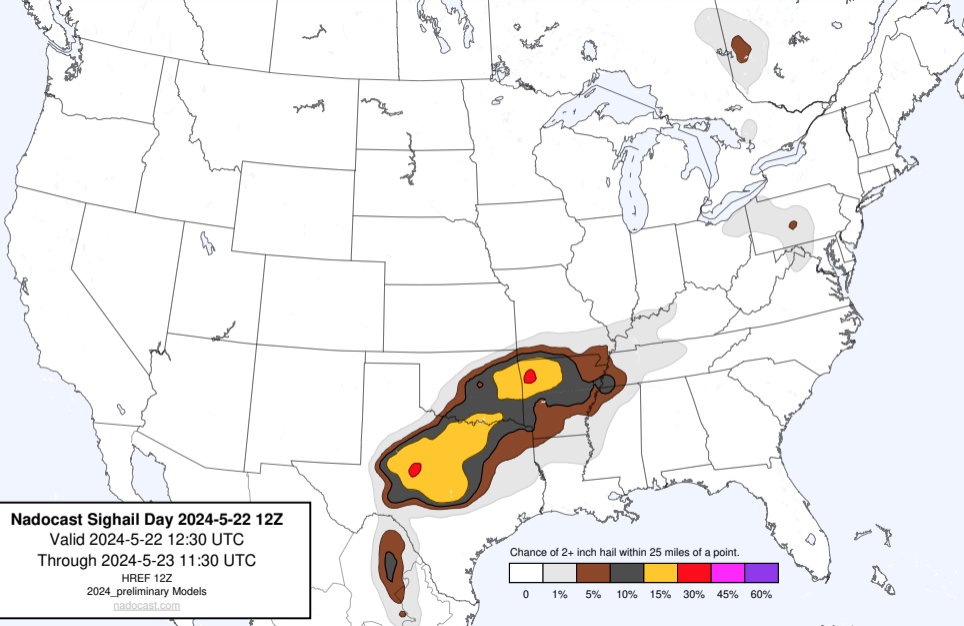 Nadocast Sighail Day 2024-5-22 12Z
Valid 2024-5-22 12:30 UTC
Through 2024-5-23 11:30 UTC
HREF 12Z
2024_preliminary Models
nadocast.com
Chance of 2+ inch hail within 25 miles of a point.
0 1% 5% 10% 15% 30% 45% 60%